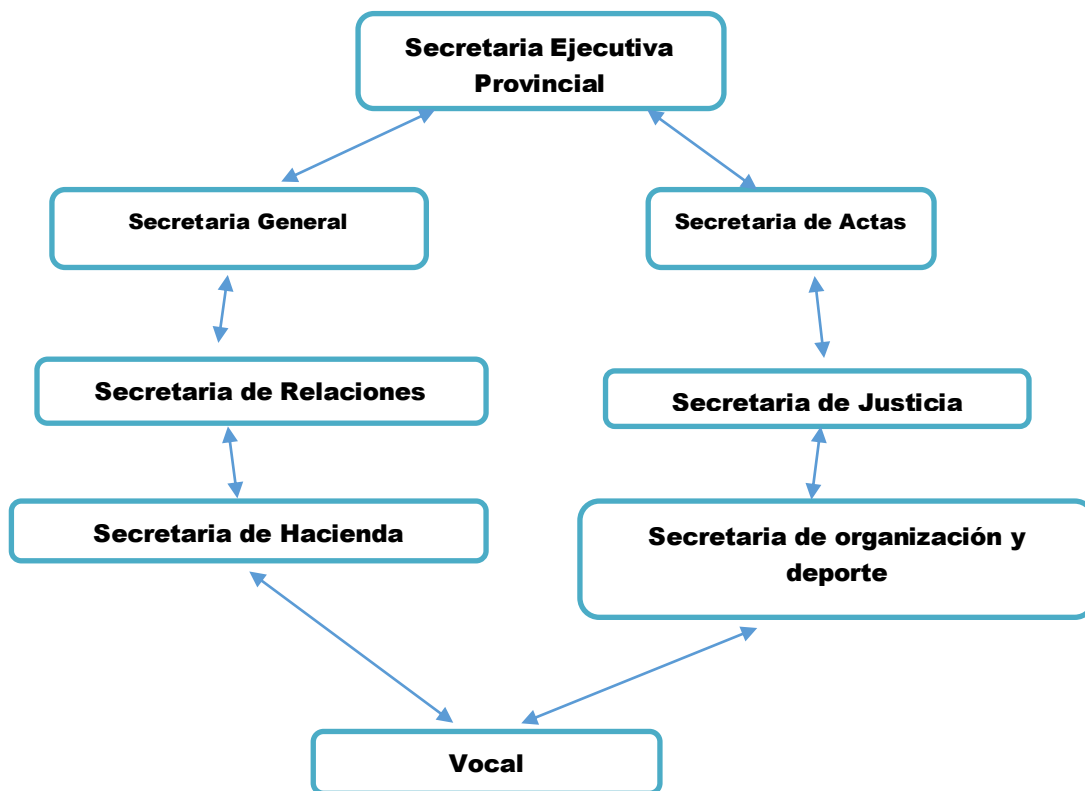 Secretaria Ejecutiva
Provincial
Secretaria General
Secretaria de Actas
Secretaria de Relaciones
Secretaria de Justicia
Secretaria de Hacienda
Secretaria de organización y
deporte
Vocal